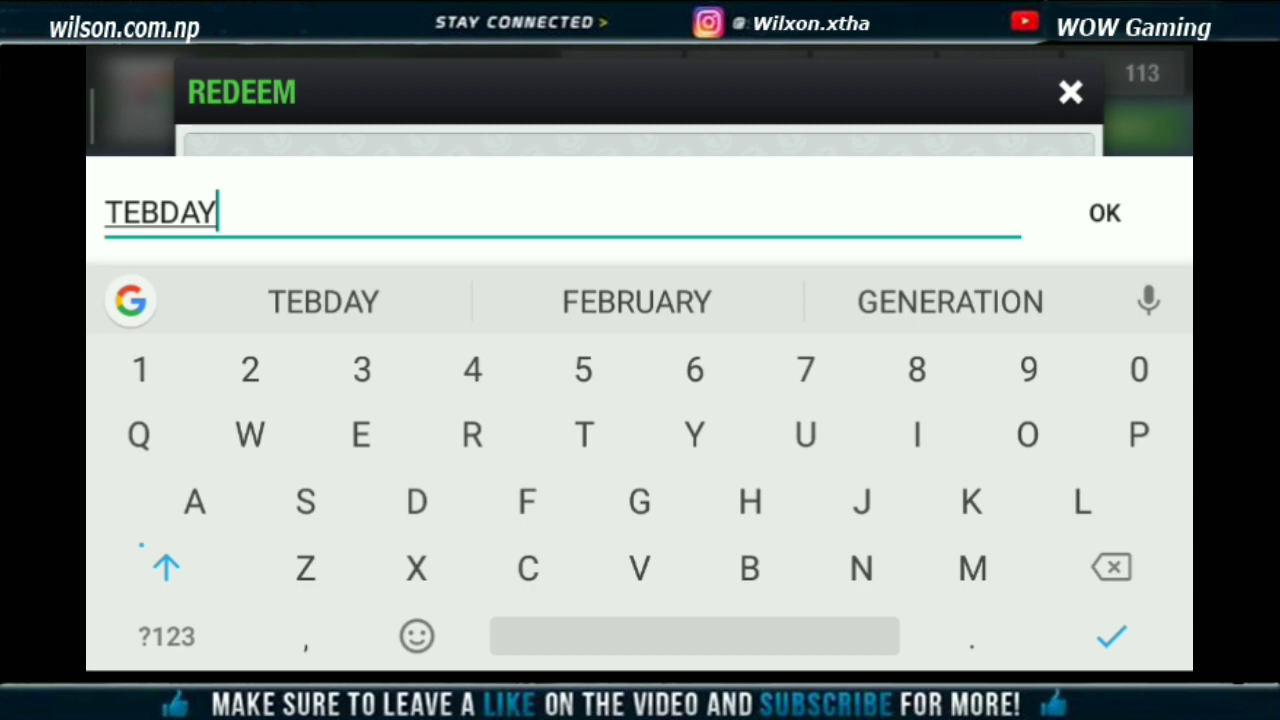 wilson.com.np
STAY CONNECTED >
@ Wilxon.xtha
WOW Gaming
113
REDEEM
TEBDAY
OK
TEBDAY FEBRUARY GENERATION
1 2 3 4 5 6 7 8 9 0
Q W E R T Y U I O P
A S D F G H J K L
Z X C V B N M
?123 , .
MAKE SURE TO LEAVE A LIKE ON THE VIDEO AND SUBSCRIBE FOR MORE!